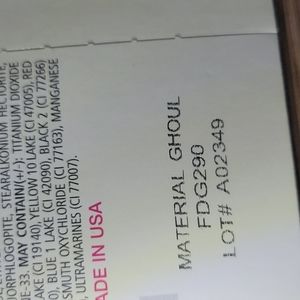 ORPHLOGOPITE, STEARALKONIUM HECTORITE,
E-33. MAY CONTAIN(+/-): TITANIUM DIOXIDE
LAKE (CI 19140), YELLOW 10 LAKE (CI 47005), RED
0), BLUE 1 LAKE (CI 42090), BLACK 2 (CI 77266)
SMUTH OXYCHLORIDE (CI 77163), MANGANESE
, ULTRAMARINES (CI 77007).
ADE IN USA
MATERIAL GHOUL
FDG290
LOT# A02349